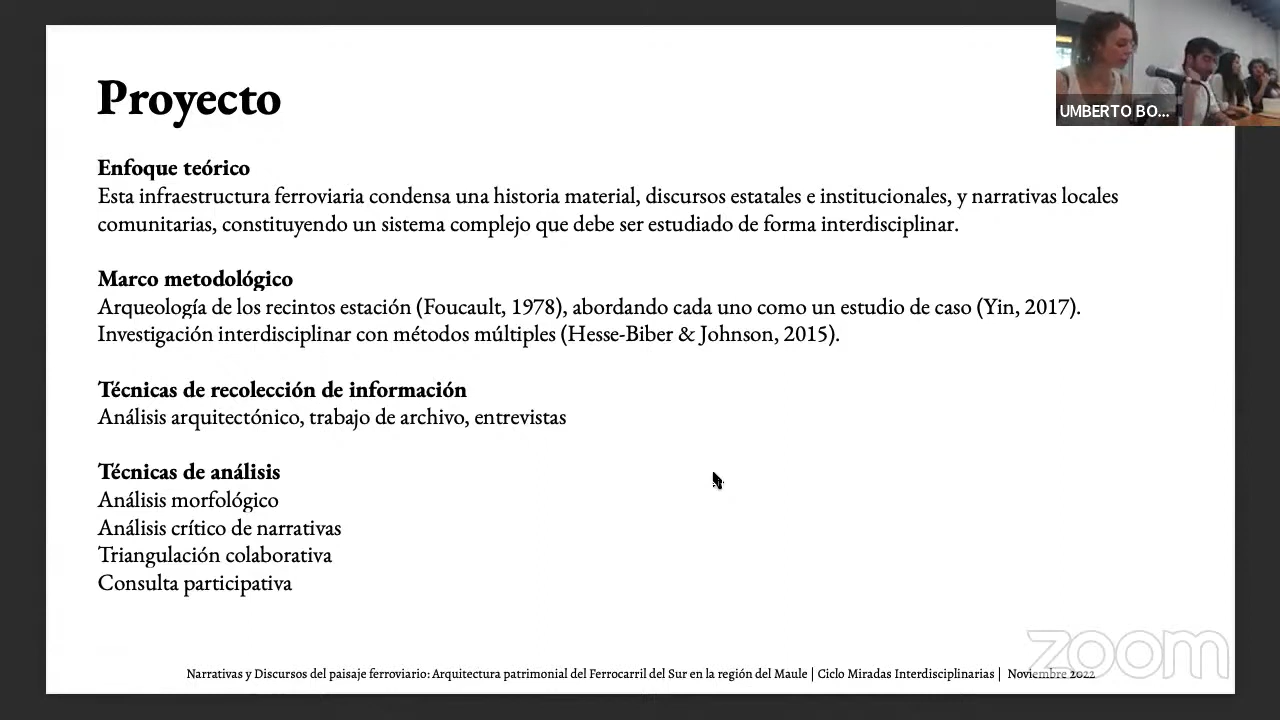 Proyecto
UMBERTO BO...
Enfoque teórico
Esta infraestructura ferroviaria condensa una historia material, discursos estatales e institucionales, y narrativas locales
comunitarias, constituyendo un sistema complejo que debe ser estudiado de forma interdisciplinar.
Marco metodológico
Arqueología de los recintos estación (Foucault, 1978), abordando cada uno como un estudio de caso (Yin, 2017).
Investigación interdisciplinar con métodos múltiples (Hesse-Biber & Johnson, 2015).
Técnicas de recolección de información
Análisis arquitectónico, trabajo de archivo, entrevistas
Técnicas de análisis
Análisis morfológico
Análisis crítico de narrativas
Triangulación colaborativa
Consulta participativa
zoom
Narrativas y Discursos del paisaje ferroviario: Arquitectura patrimonial del Ferrocarril del Sur en la región del Maule | Ciclo Miradas Interdisciplinarias | Noviembre 2022